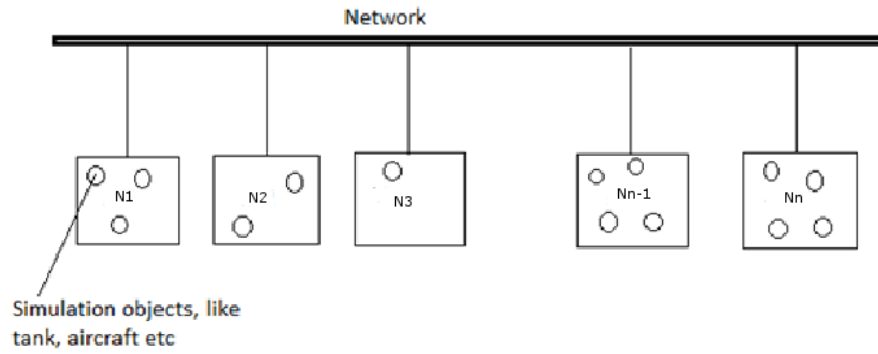 Network
N1
N2
N3
Nn-1
Nn
Simulation objects, like
tank, aircraft etc